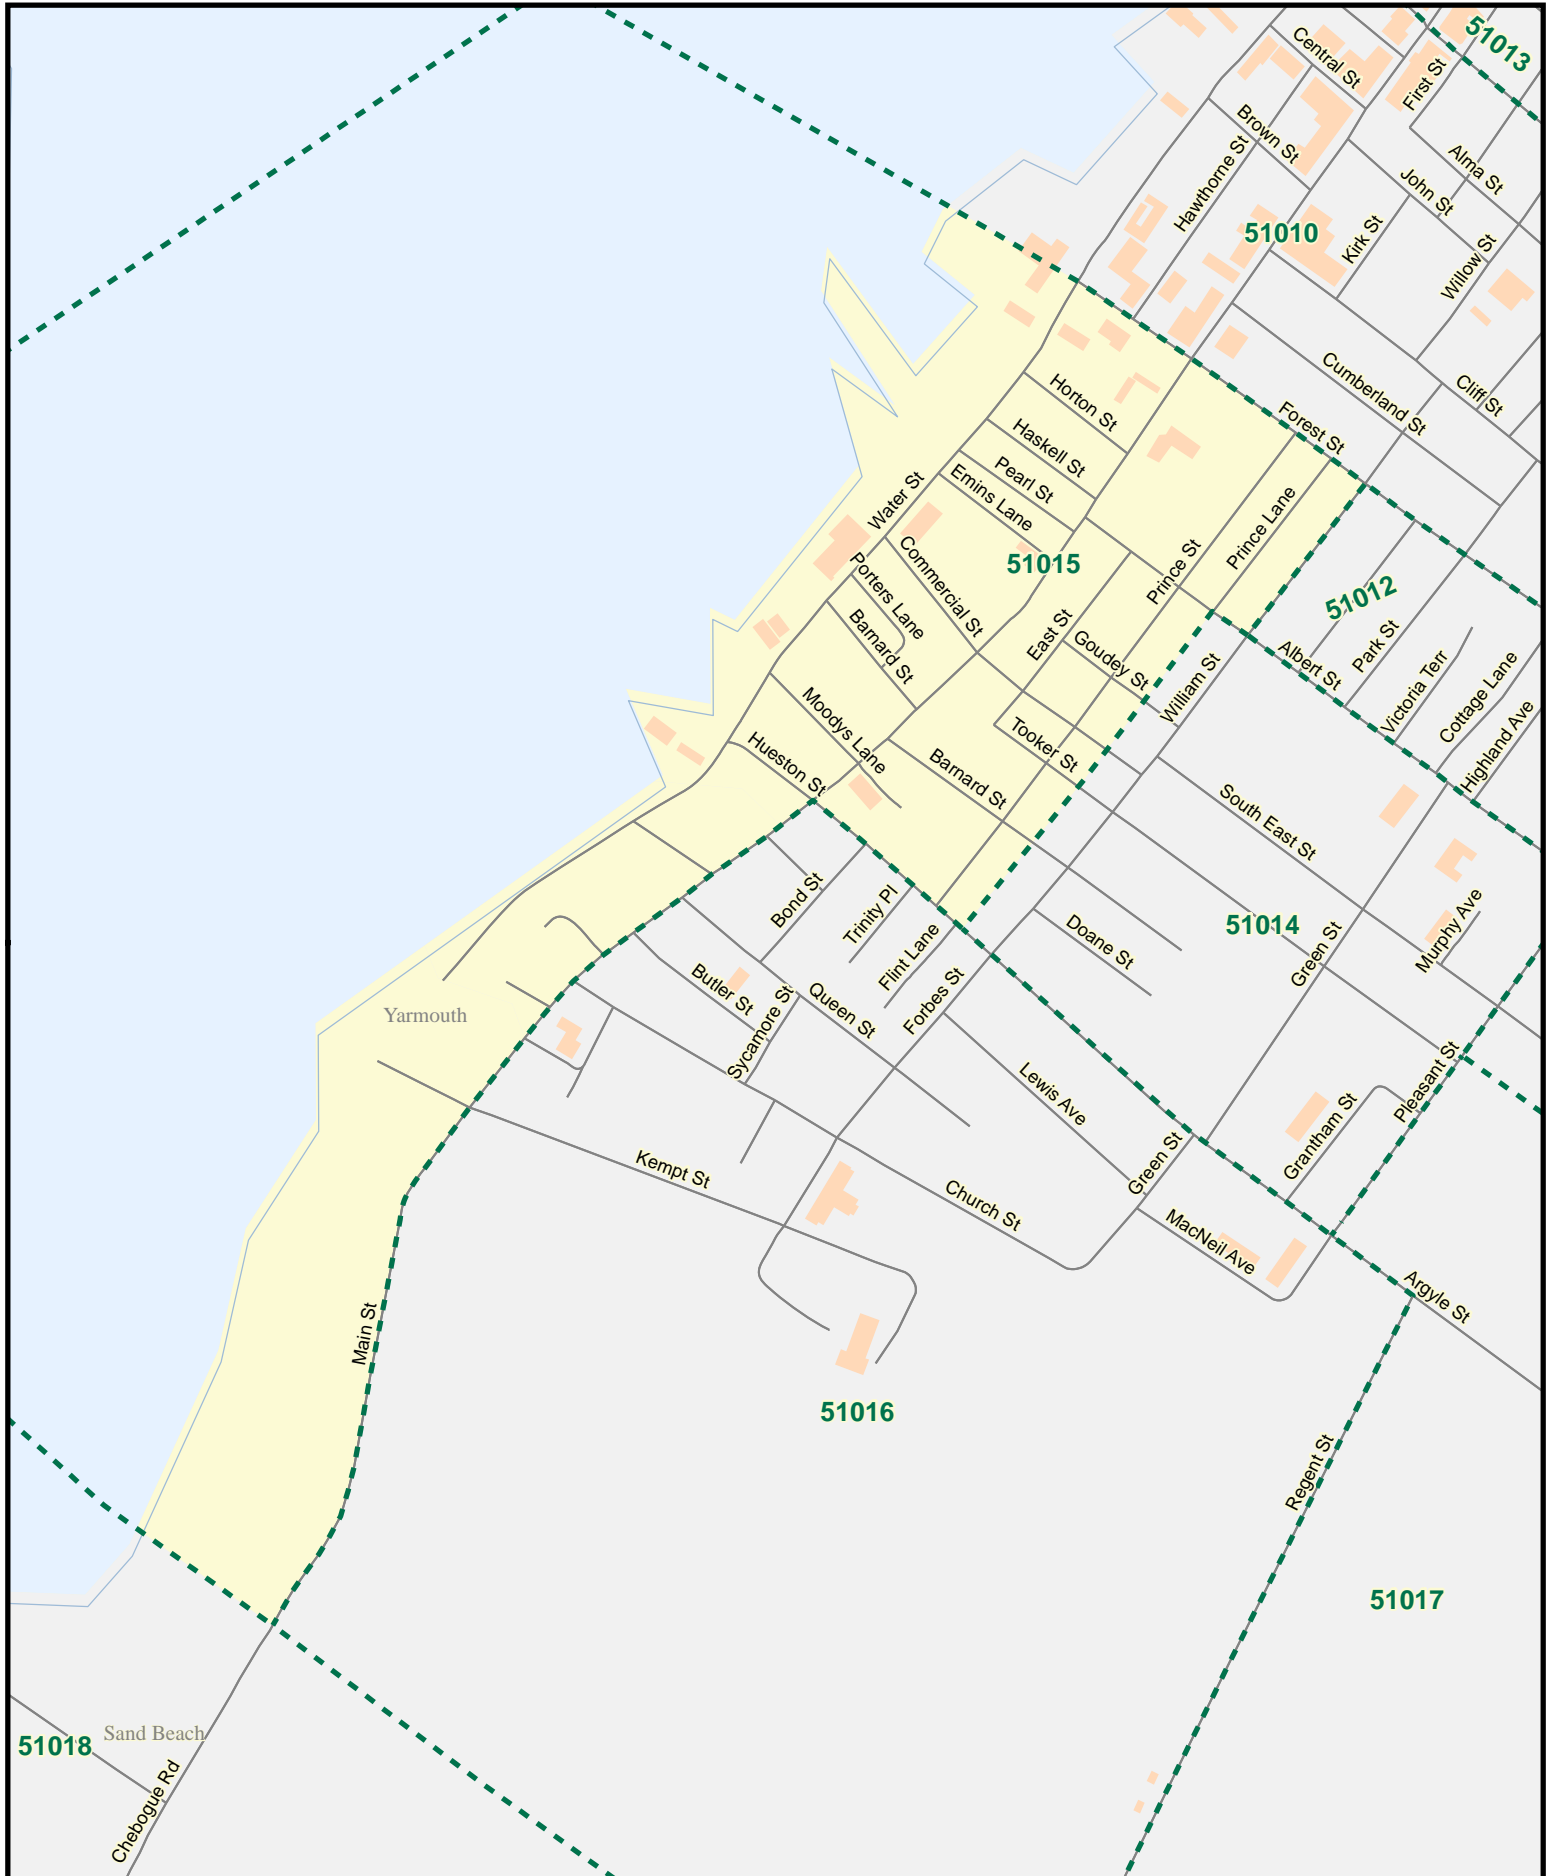 51013
Central St
First St
Brown St
Alma St
Hawthorne St
John St
51010
Kirk St
Willow St
Cumberland St
Cliff St
Horton St
Forest St
Haskell St
Pearl St
Emins Lane
Water St
Prince Lane
Commercial St
51015
Prince St
Porters Lane
51012
Barnard St
East St
Goudey St
Park St
Albert St
William St
Victoria Terr
Cottage Lane
Highland Ave
Moodys Lane
Tooker St
Hueston St
Barnard St
South East St
Bond St
Trinity Pl
51014
Murphy Ave
Doane St
Green St
Flint Lane
Butler St
Queen St
Forbes St
Yarmouth
Sycamore St
Lewis Ave
Pleasant St
Grantham St
Kempt St
Green St
Church St
MacNeil Ave
Argyle St
Main St
51016
Regent St
51017
51018
Sand Beach
Chebogue Rd